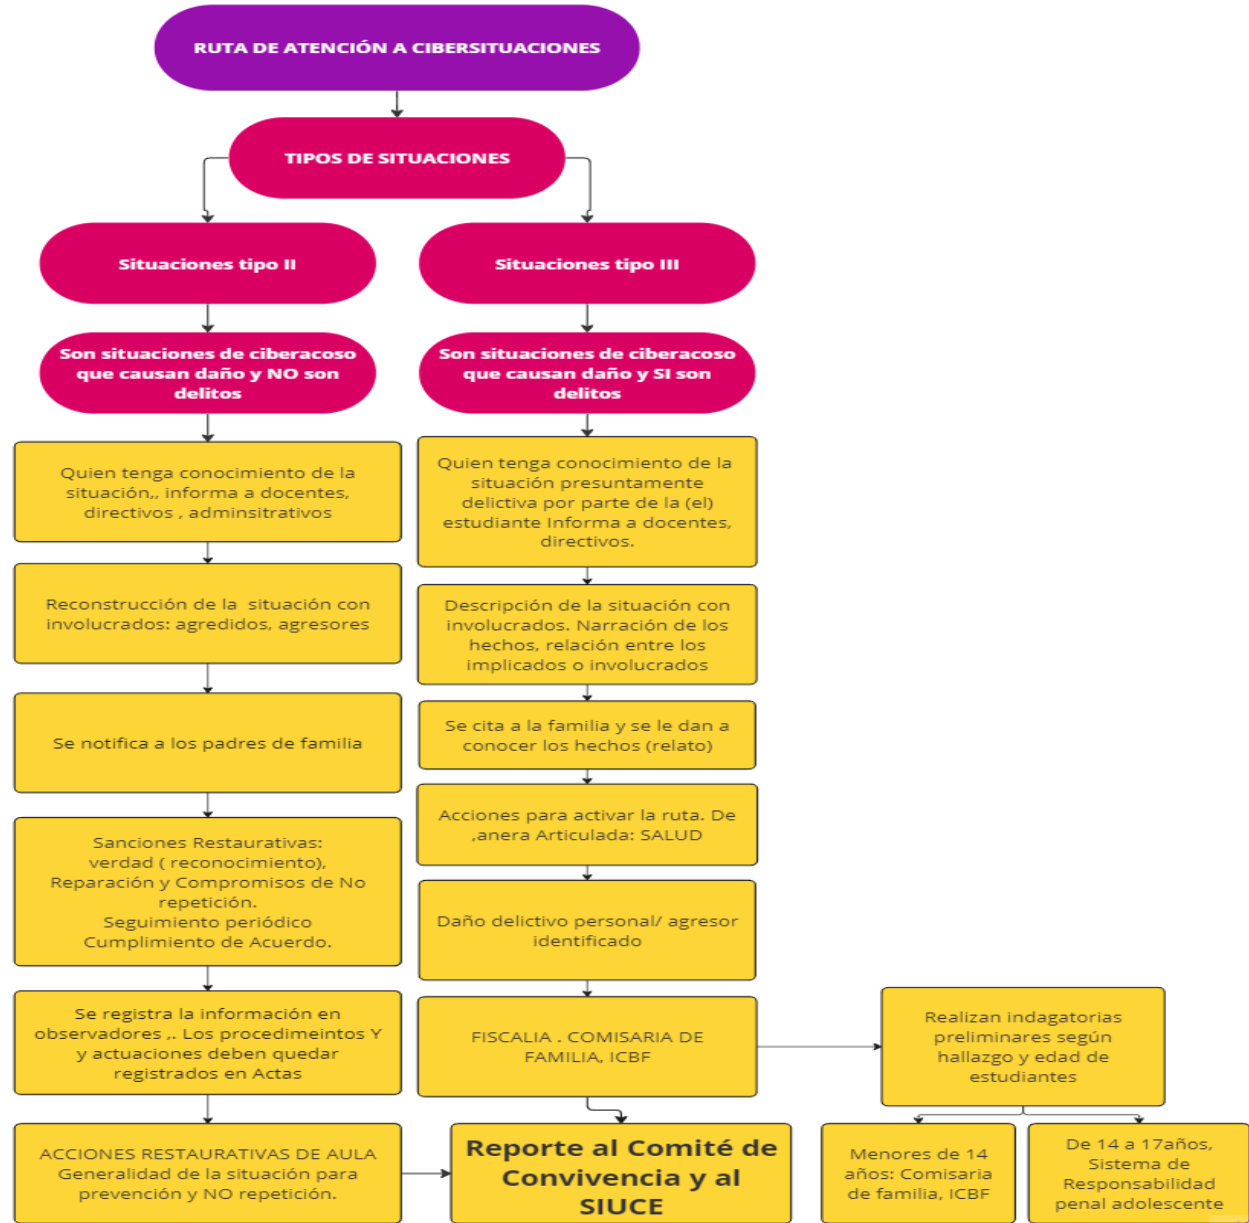 RUTA DE ATENCIÓN A CIBERSITUACIONES
TIPOS DE SITUACIONES
Situaciones tipo II
Son situaciones de ciberacoso
que causan daño y NO son
delitos
Quien tenga conocimiento de la
situación,, informa a docentes,
directivos , adminsitrativos
Reconstrucción de la situación con
involucrados: agredidos, agresores
Se notifica a los padres de familia
Sanciones Restaurativas:
verdad ( reconocimiento),
Reparación y Compromisos de No
repetición.
Seguimiento periódico
Cumplimiento de Acuerdo.
Se registra la información en
observadores ,. Los procedimeintos Y
y actuaciones deben quedar
registrados en Actas
ACCIONES RESTAURATIVAS DE AULA
Generalidad de la situación para
prevención y NO repetición.
Situaciones tipo III
Son situaciones de ciberacoso
que causan daño y SI son
delitos
Quien tenga conocimiento de la
situación presuntamente
delictiva por parte de la (el)
estudiante Informa a docentes,
directivos.
Descripción de la situación con
involucrados. Narración de los
hechos, relación entre los
implicados o involucrados
Se cita a la familia y se le dan a
conocer los hechos (relato)
Acciones para activar la ruta. De
,anera Articulada: SALUD
Daño delictivo personal/ agresor
identificado
FISCALIA . COMISARIA DE
FAMILIA, ICBF
Reporte al Comité de
Convivencia y al
SIUCE
Realizan indagatorias
preliminares según
hallazgo y edad de
estudiantes
Menores de 14
años: Comisaria
de familia, ICBF
De 14 a 17años,
Sistema de
Responsabilidad
penal adolescente